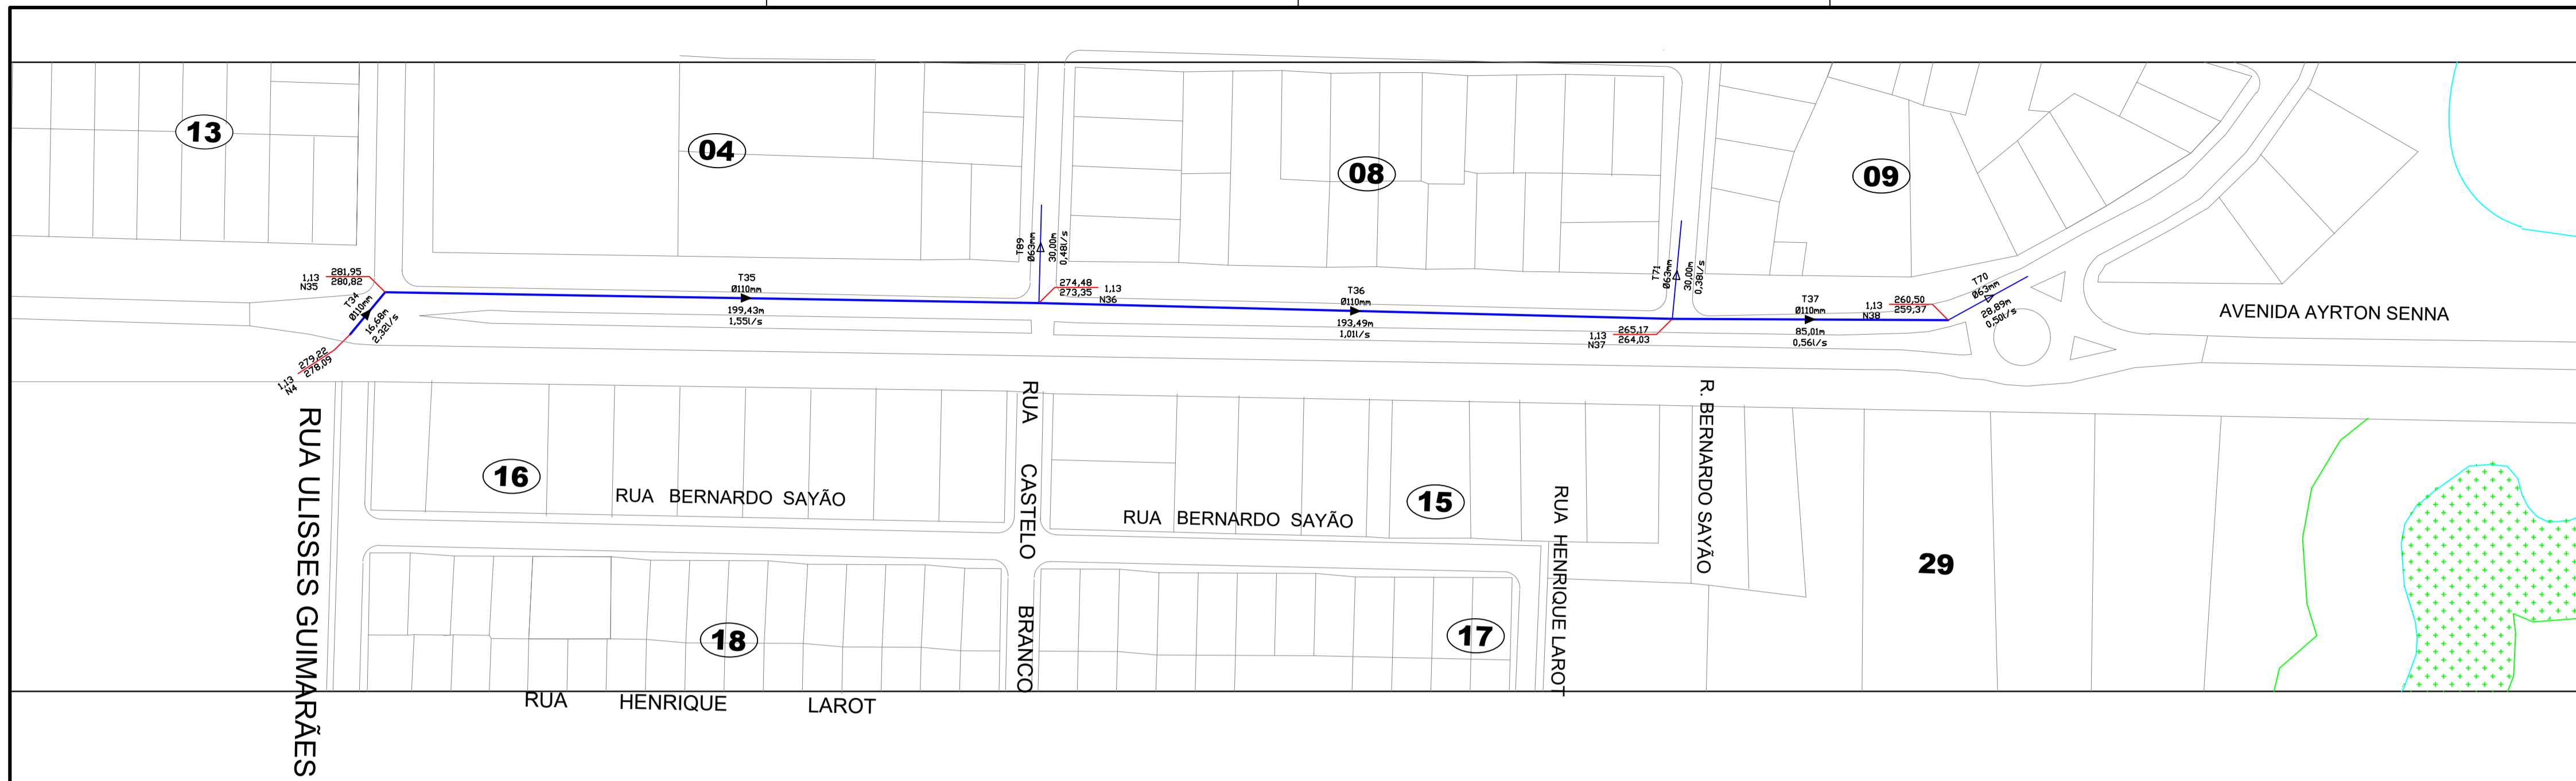 13
04
08
09
281,95
280,82
1,13
N35
T34
Ø110mm
16,68m
2,32l/s
279,22
278,09
1,13
N4
T35
Ø110mm
199,43m
1,55l/s
T89
Ø63mm
30,00m
0,48l/s
274,48
273,35
1,13
N36
T36
Ø110mm
193,49m
1,01l/s
T71
Ø63mm
30,00m
0,38l/s
265,17
264,03
1,13
N37
T37
Ø110mm
85,01m
0,56l/s
260,50
259,37
1,13
N38
T70
Ø63mm
28,89m
0,50l/s
AVENIDA AYRTON SENNA
RUA ULISSES GUIMARÃES
16
RUA BERNARDO SAYÃO
RUA CASTELO BRANCO
RUA BERNARDO SAYÃO
15
RUA HENRIQUE LAROT
R. BERNARDO SAYÃO
29
18
17
RUA HENRIQUE LAROT